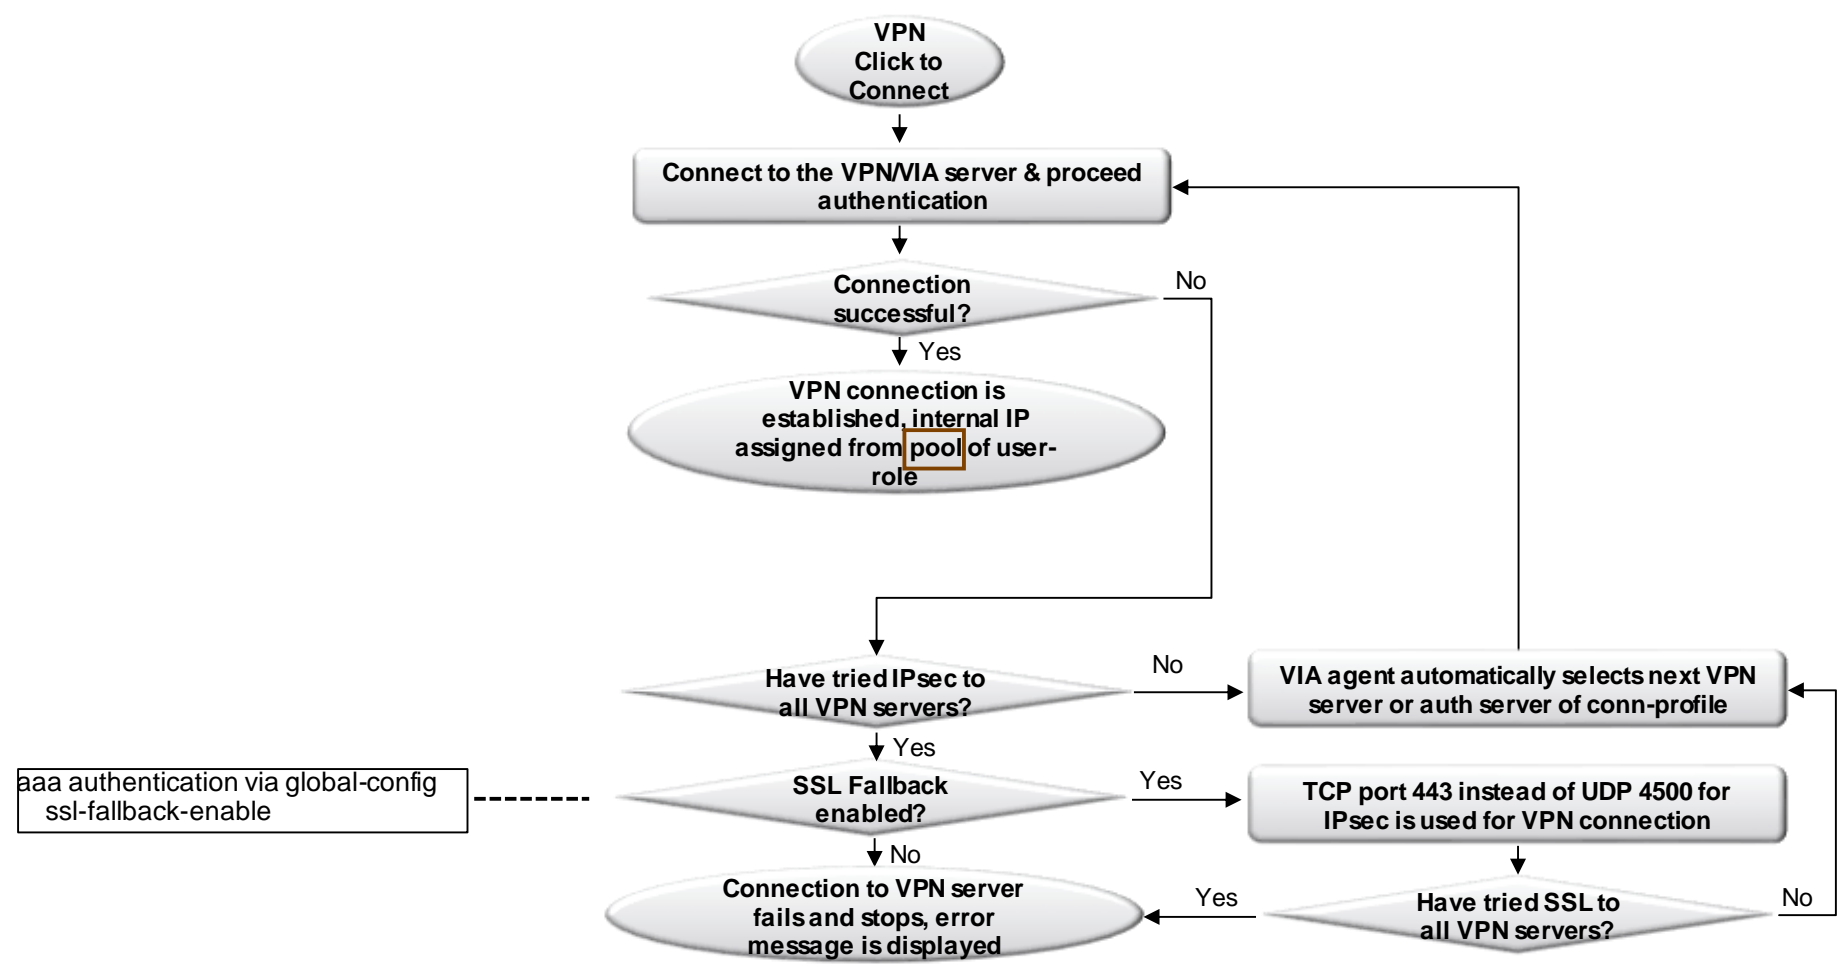 VPN
Click to
Connect
Connect to the VPN/VIA server & proceed
authentication
Connection
successful?
No
Yes
VPN connection is
established, internal IP
assigned from pool of user-
role
Have tried IPsec to
all VPN servers?
No
VIA agent automatically selects next VPN
server or auth server of conn-profile
Yes
aaa authentication via global-config
ssl-fallback-enable
SSL Fallback
enabled?
Yes
TCP port 443 instead of UDP 4500 for
IPsec is used for VPN connection
No
Connection to VPN server
fails and stops, error
message is displayed
Yes
Have tried SSL to
all VPN servers?
No